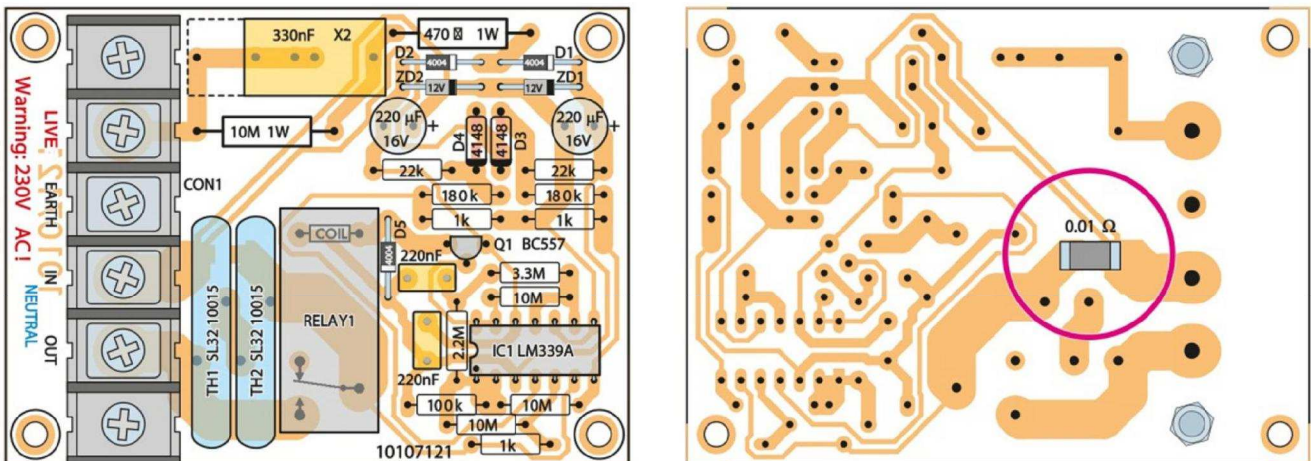 330nF X2
470 1W
D2
D1
4004
4004
ZD2
ZD1
12V
12V
LIVE
Warning: 230V AC !
EARTH
IN
NEUTRAL
OUT
10M 1W
220 µF
16V
+
D4
4148
4148
D3
220 µF
16V
+
CON1
22k
22k
180k
180k
1k
1k
COIL
D5
4004
Q1 BC557
220nF
3.3M
10M
RELAY1
TH1 SL32 10015
TH2 SL32 10015
2.2M
IC1 LM339A
220nF
100k
10M
10M
1k
10107121
0.01 Ω